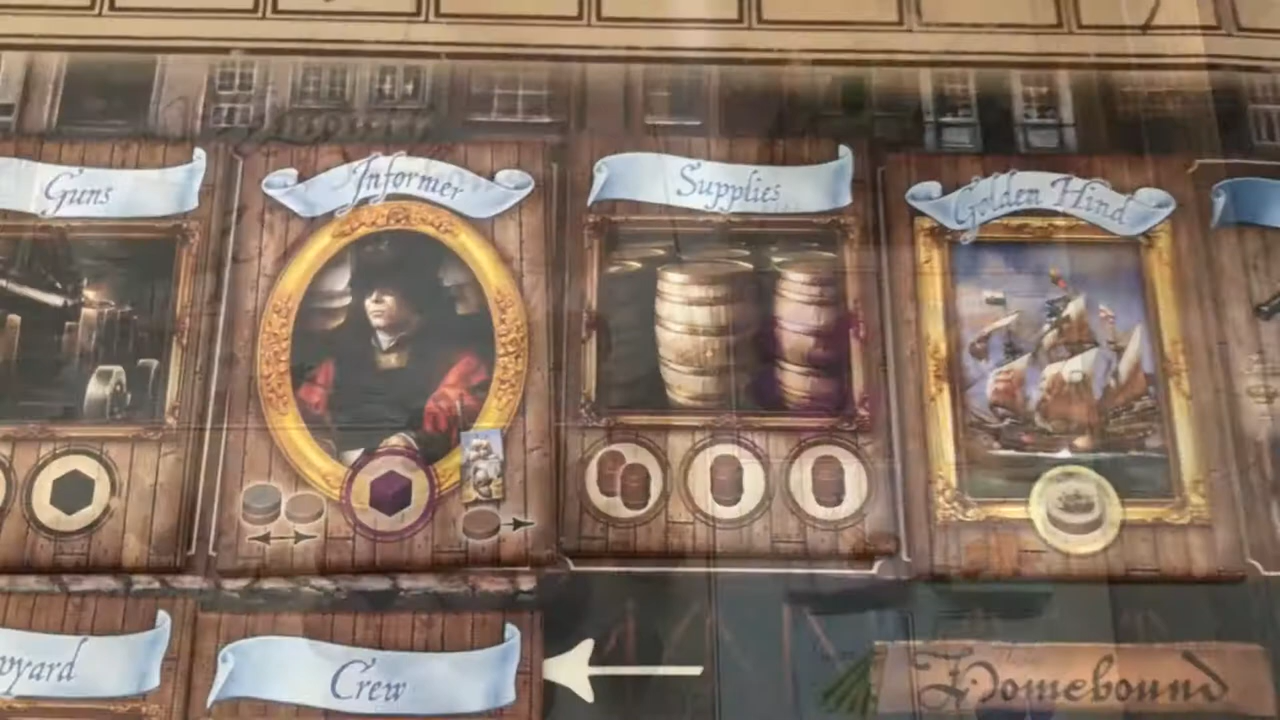 Guns
Informer
Supplies
Golden Hind
yard
Crew
Homebound